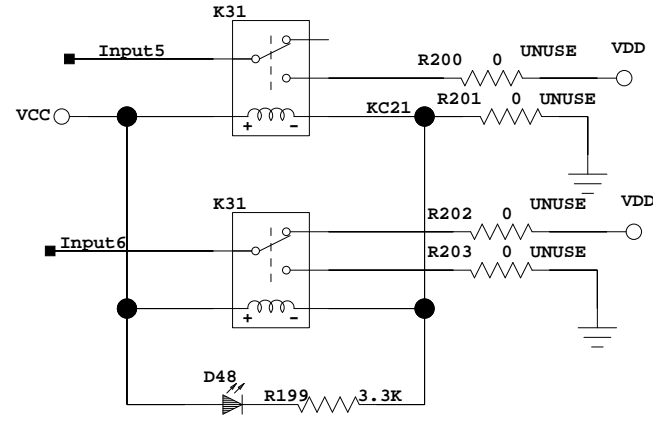 K31
Input5
R200 0 UNUSE VDD
R201 0 UNUSE
VCC
KC21
+ -
K31
R202 0 UNUSE VDD
Input6
R203 0 UNUSE
+ -
D48
R199 3.3K